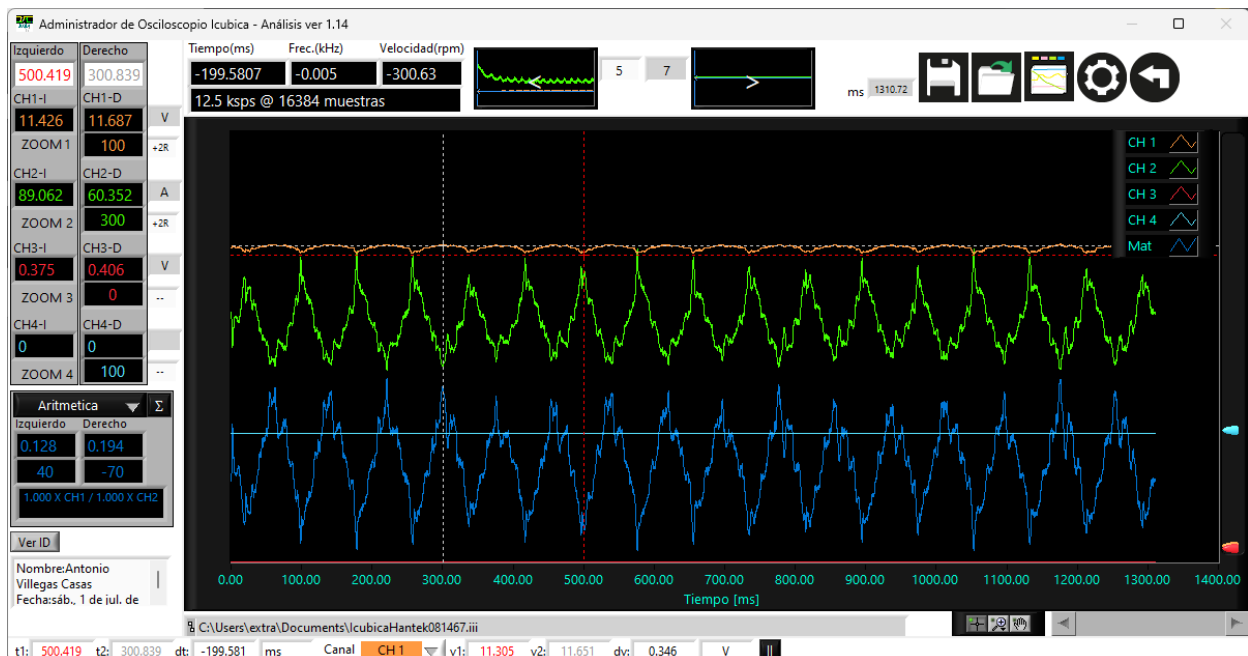 Administrador de Osciloscopio Icubica - Análisis ver 1.14
Izquierdo Derecho
500.419 300.839
CH1-I CH1-D
11.426 11.687 V
ZOOM 1 100 +2R
CH2-I CH2-D
89.062 60.352 A
ZOOM 2 300 +2R
CH3-I CH3-D
0.375 0.406 V
ZOOM 3 0 --
CH4-I CH4-D
0 0
ZOOM 4 100 --
Aritmetica Σ
Izquierdo Derecho
0.128 0.194
40 -70
1.000 X CH1 / 1.000 X CH2
Ver ID
Nombre:Antonio
Villegas Casas
Fecha:sáb., 1 de jul. de
Tiempo(ms) Frec.(kHz) Velocidad(rpm)
-199.5807 -0.005 -300.63
12.5 ksps @ 16384 muestras
< 5 7 >
ms 1310.72
CH 1
CH 2
CH 3
CH 4
Mat
0.00 100.00 200.00 300.00 400.00 500.00 600.00 700.00 800.00 900.00 1000.00 1100.00 1200.00 1300.00 1400.00
Tiempo [ms]
C:\Users\extra\Documents\IcubicaHantek081467.iii
t1: 500.419 t2: 300.839 dt: -199.581 ms Canal CH 1 v1: 11.305 v2: 11.651 dv: 0.346 V